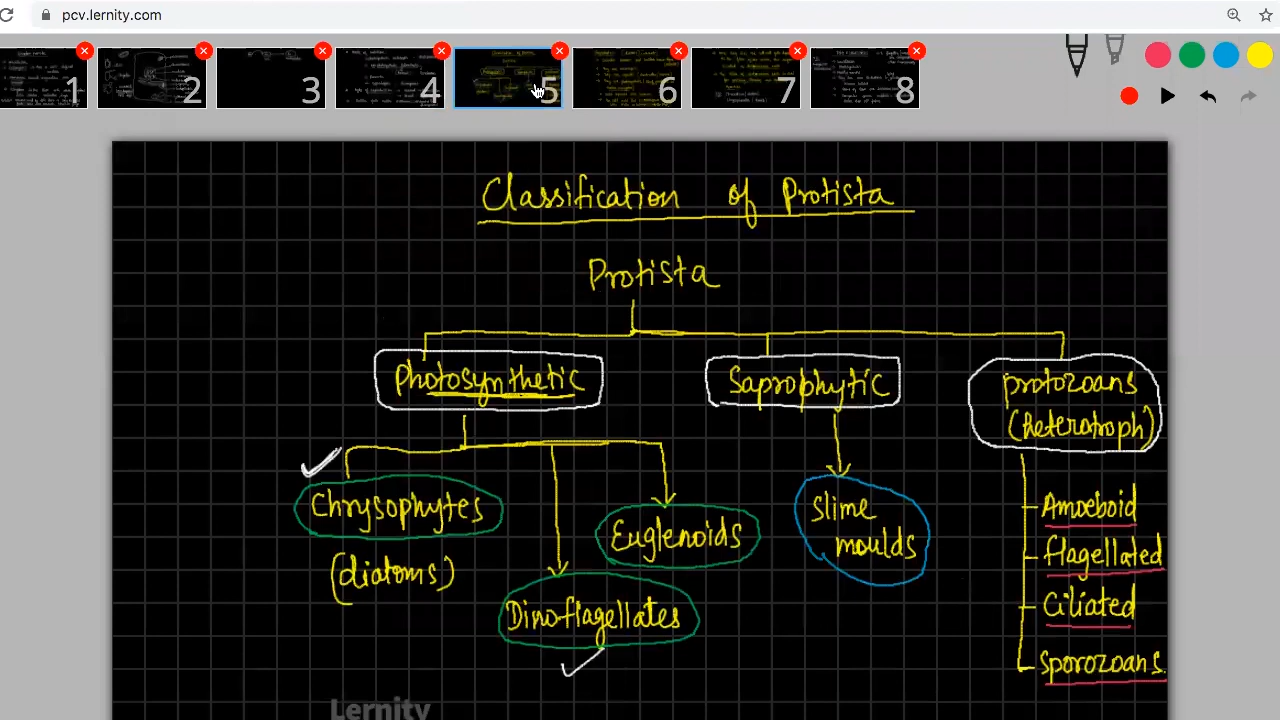 pcv.lernity.com
1 2 3 4 5 6 7 8
Classification of Protista
Protista
Photosynthetic
Saprophytic
protozoans
(heterotroph)
Chrysophytes
(diatoms)
Dinoflagellates
Euglenoids
Slime
moulds
Amoeboid
flagellated
Ciliated
Sporozoans.
Lernity